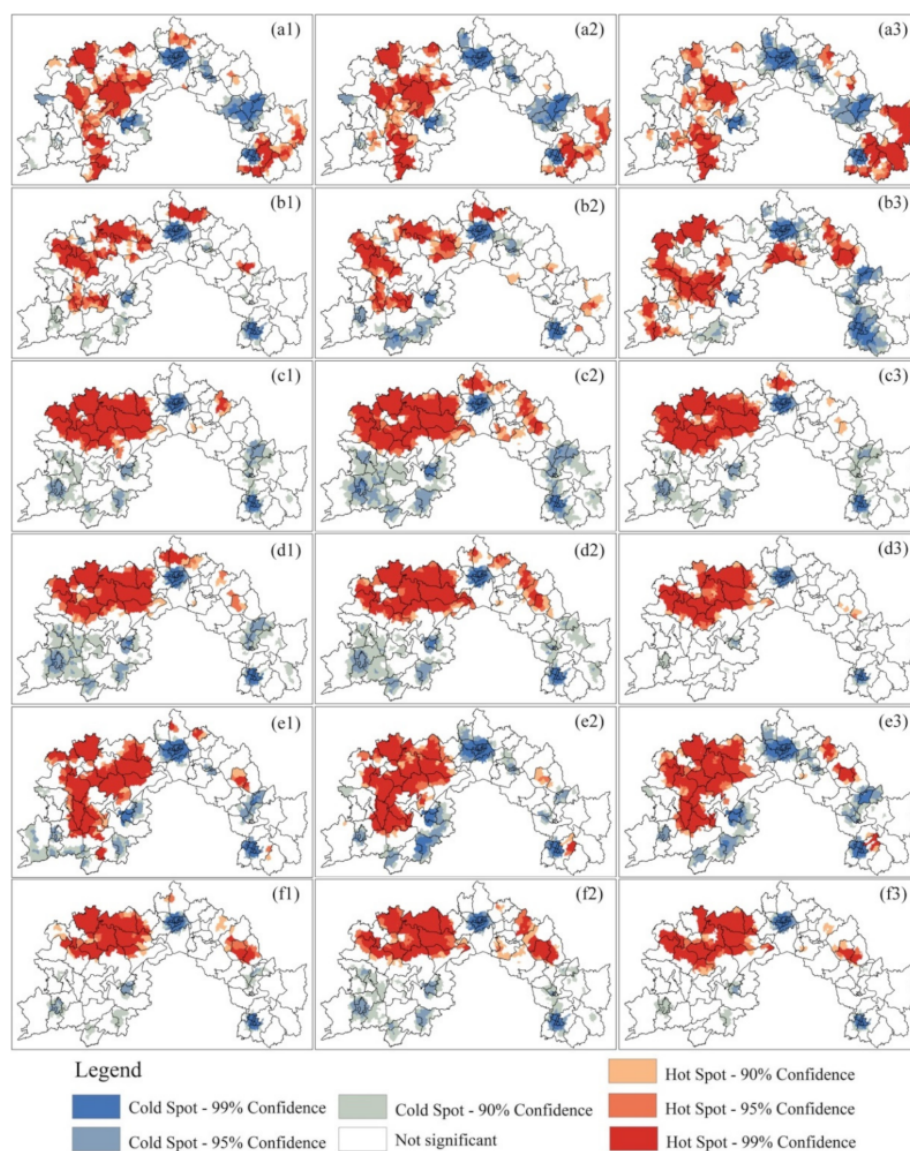 (a1) (a2) (a3)
(b1) (b2) (b3)
(c1) (c2) (c3)
(d1) (d2) (d3)
(e1) (e2) (e3)
(f1) (f2) (f3)
Legend
Hot Spot - 90% Confidence
Cold Spot - 99% Confidence Cold Spot - 90% Confidence Hot Spot - 95% Confidence
Cold Spot - 95% Confidence Not significant Hot Spot - 99% Confidence